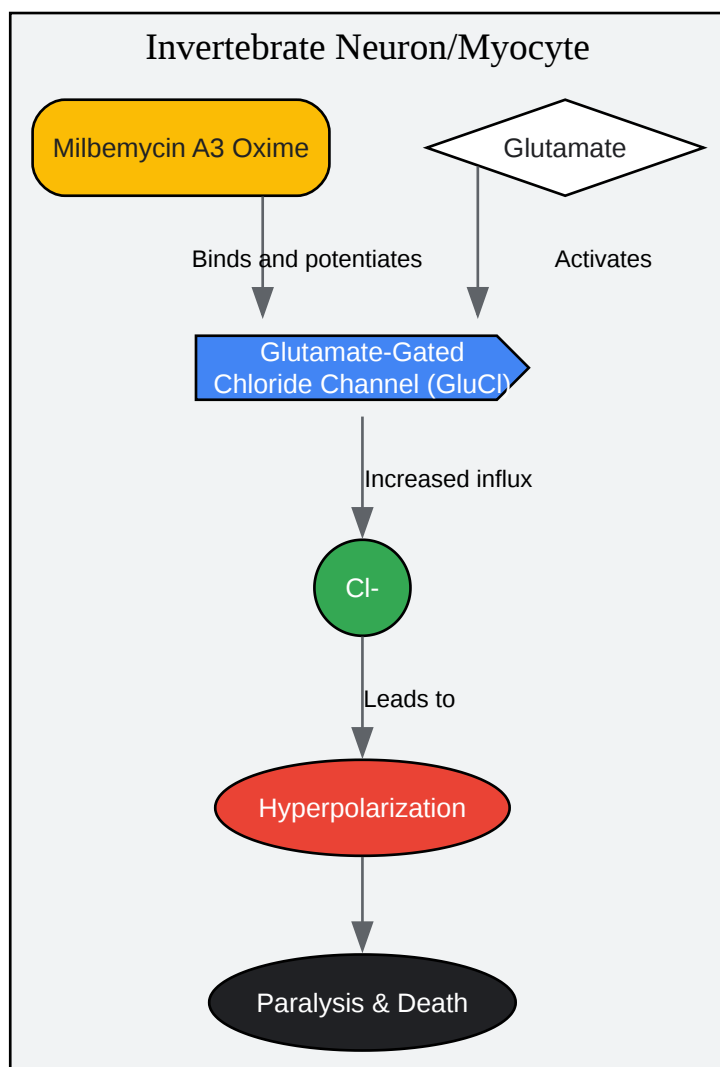 Invertebrate Neuron/Myocyte
Milbemycin A3 Oxime
Glutamate
Binds and potentiates
Activates
Glutamate-Gated
Chloride Channel (GluCl)
Increased influx
Cl-
Leads to
Hyperpolarization
Paralysis & Death